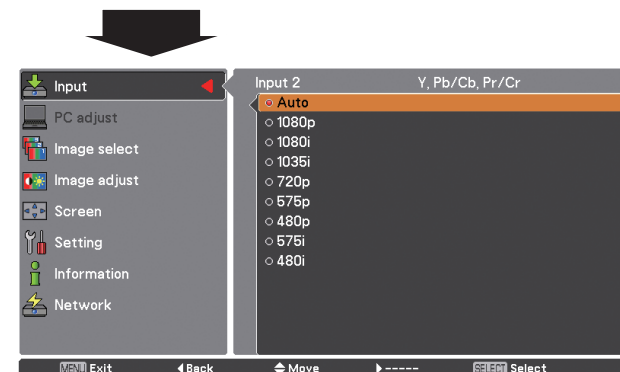 Input
PC adjust
Image select
Image adjust
Screen
Setting
Information
Network
Input 2 Y, Pb/Cb, Pr/Cr
Auto
1080p
1080i
1035i
720p
575p
480p
575i
480i
MENU Exit Back Move ----- SELECT Select